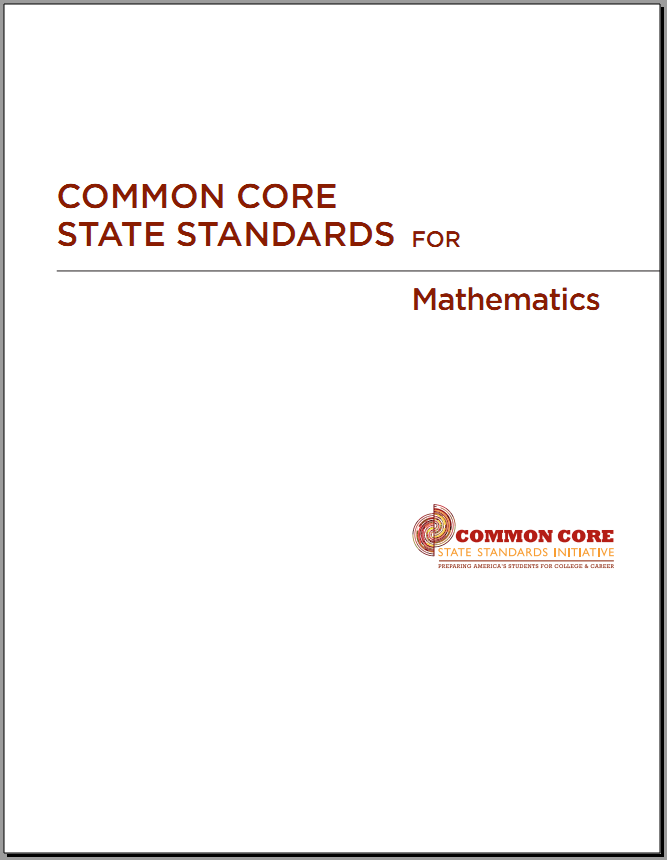 COMMON CORE
STATE STANDARDS FOR
Mathematics
COMMON CORE
STATE STANDARDS INITIATIVE
PREPARING AMERICA'S STUDENTS FOR COLLEGE & CAREER